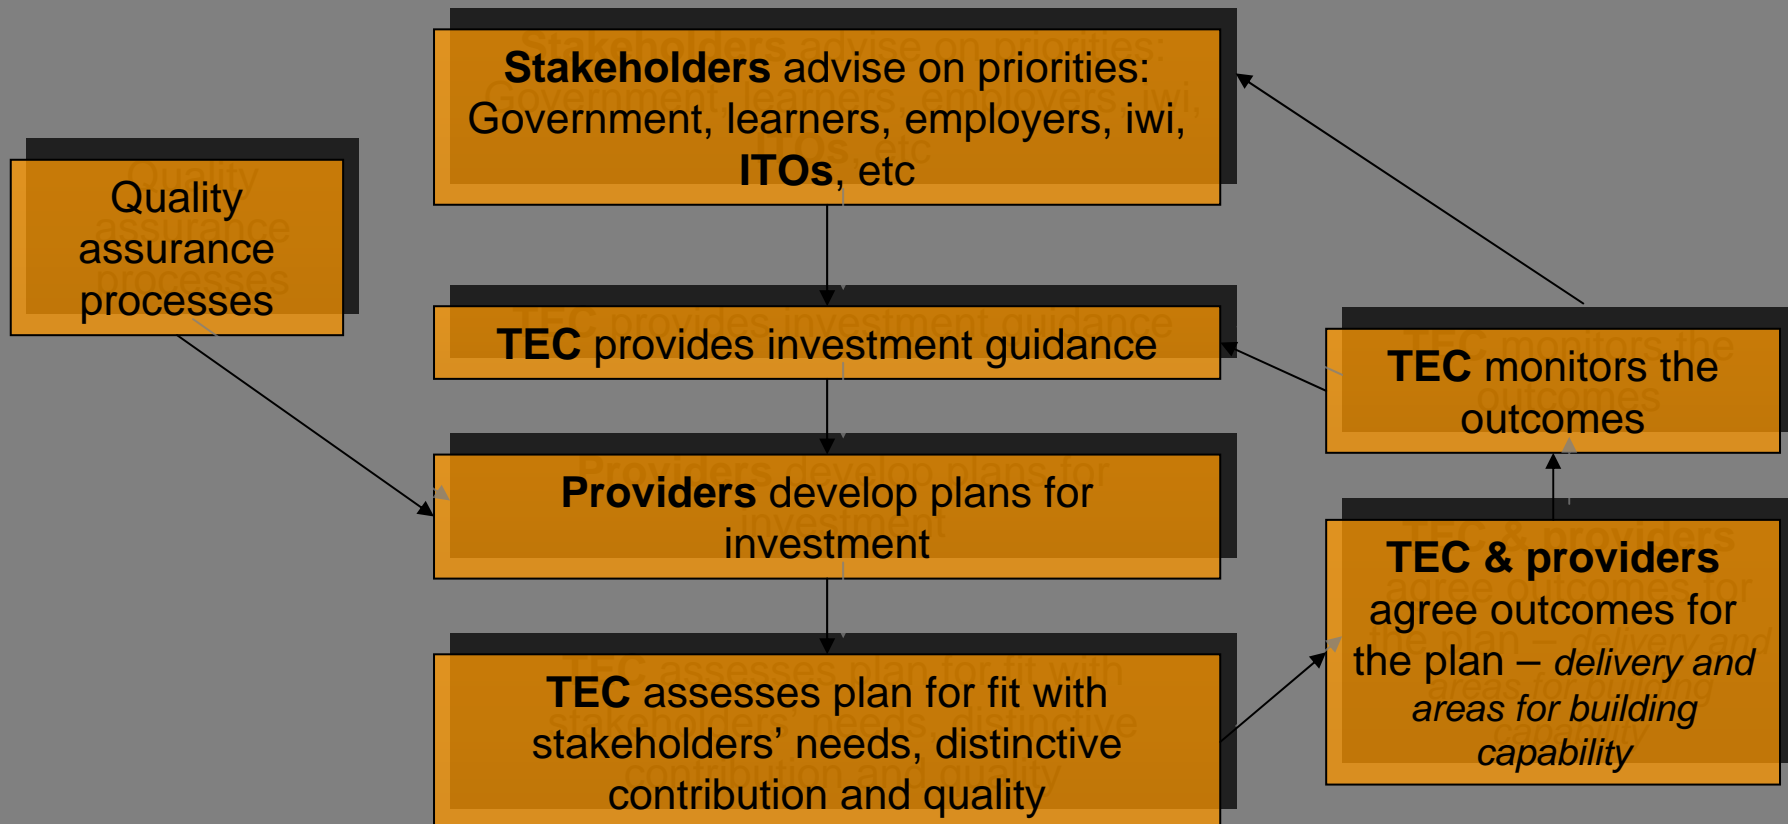 Stakeholders advise on priorities:
Government, learners, employers, iwi,
ITOs, etc
Quality
assurance
processes
TEC provides investment guidance
TEC monitors the
outcomes
Providers develop plans for
investment
TEC & providers
agree outcomes for
the plan – delivery and
areas for building
capability
TEC assesses plan for fit with
stakeholders’ needs, distinctive
contribution and quality